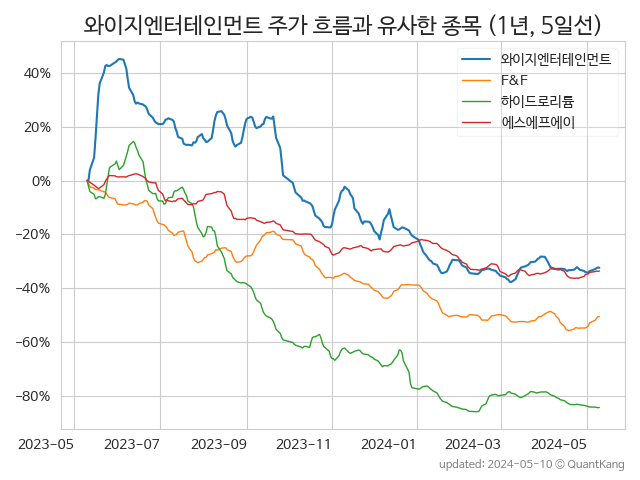 와이지엔터테인먼트 주가 흐름과 유사한 종목 (1년, 5일선)
와이지엔터테인먼트
F&F
하이드로리튬
에스에프에이
40%
20%
0%
−20%
−40%
−60%
−80%
2023-05 2023-07 2023-09 2023-11 2024-01 2024-03 2024-05
updated: 2024-05-10 © QuantKang